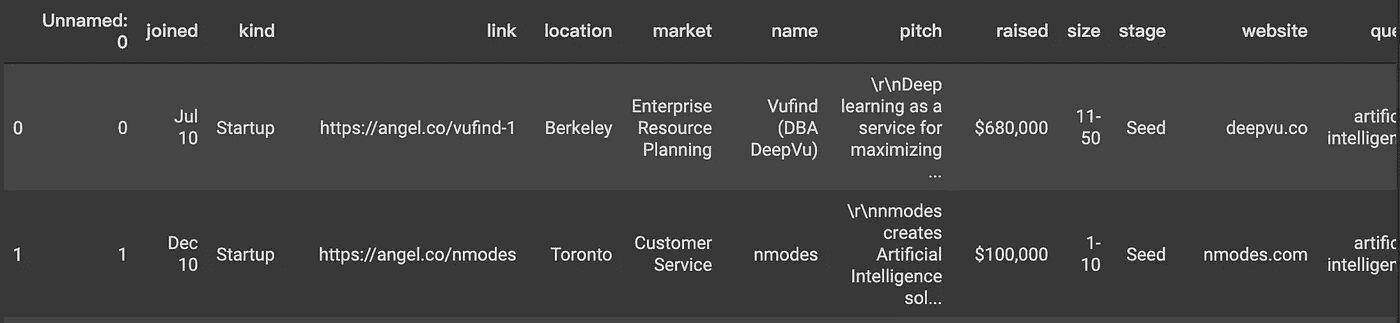 Unnamed: 0 joined kind link location market name pitch raised size stage website que
0 0 Jul 10 Startup https://angel.co/vufind-1 Berkeley Enterprise Resource Planning Vufind (DBA DeepVu) \r\nDeep learning as a service for maximizing ... $680,000 11-50 Seed deepvu.co artific intelligen
1 1 Dec 10 Startup https://angel.co/nmodes Toronto Customer Service nmodes \r\nnmodes creates Artificial Intelligence sol... $100,000 1-10 Seed nmodes.com artific intelligen